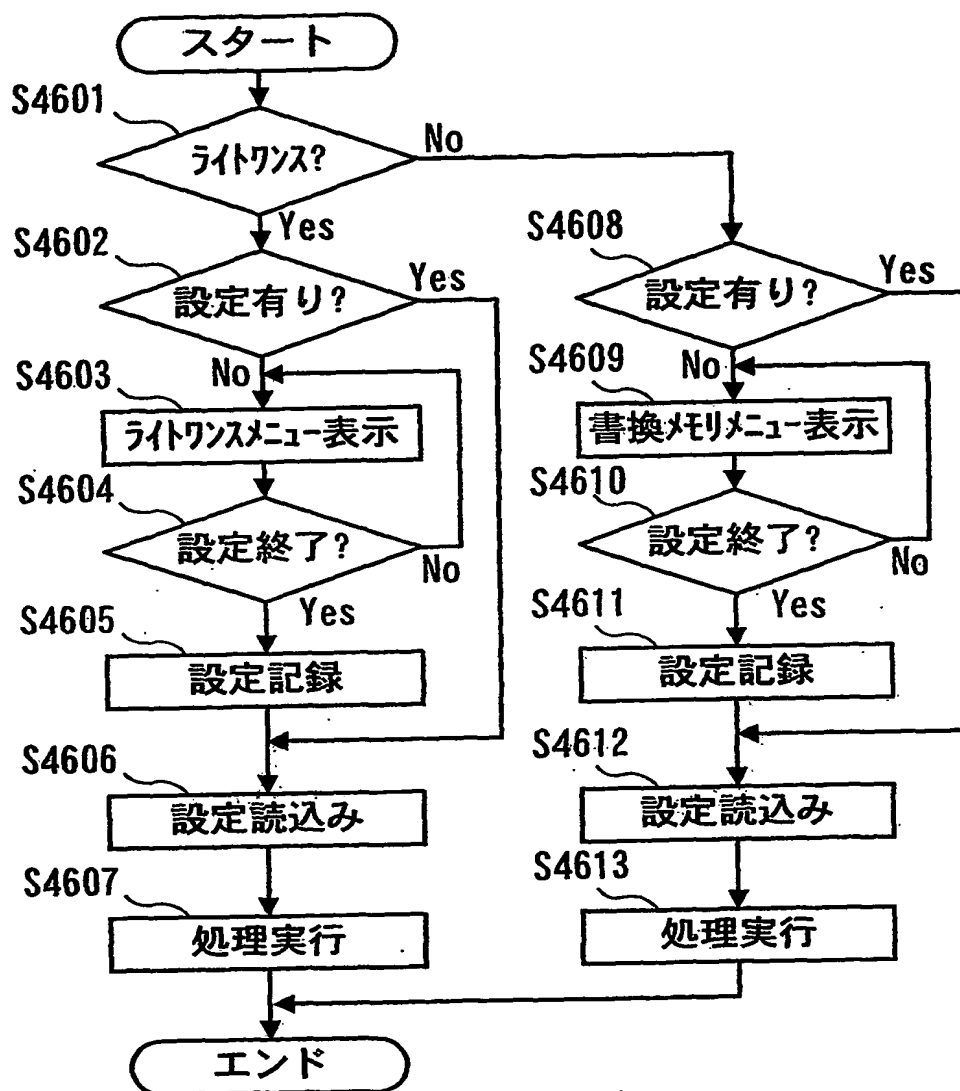 スタート
S4601
ライトワンス?
No
Yes
S4602
設定有り?
Yes
No
S4603
ライトワンスメニュー表示
S4604
設定終了?
No
Yes
S4605
設定記録
S4606
設定読込み
S4607
処理実行
S4608
設定有り?
Yes
No
S4609
書換メモリメニュー表示
S4610
設定終了?
No
Yes
S4611
設定記録
S4612
設定読込み
S4613
処理実行
エンド